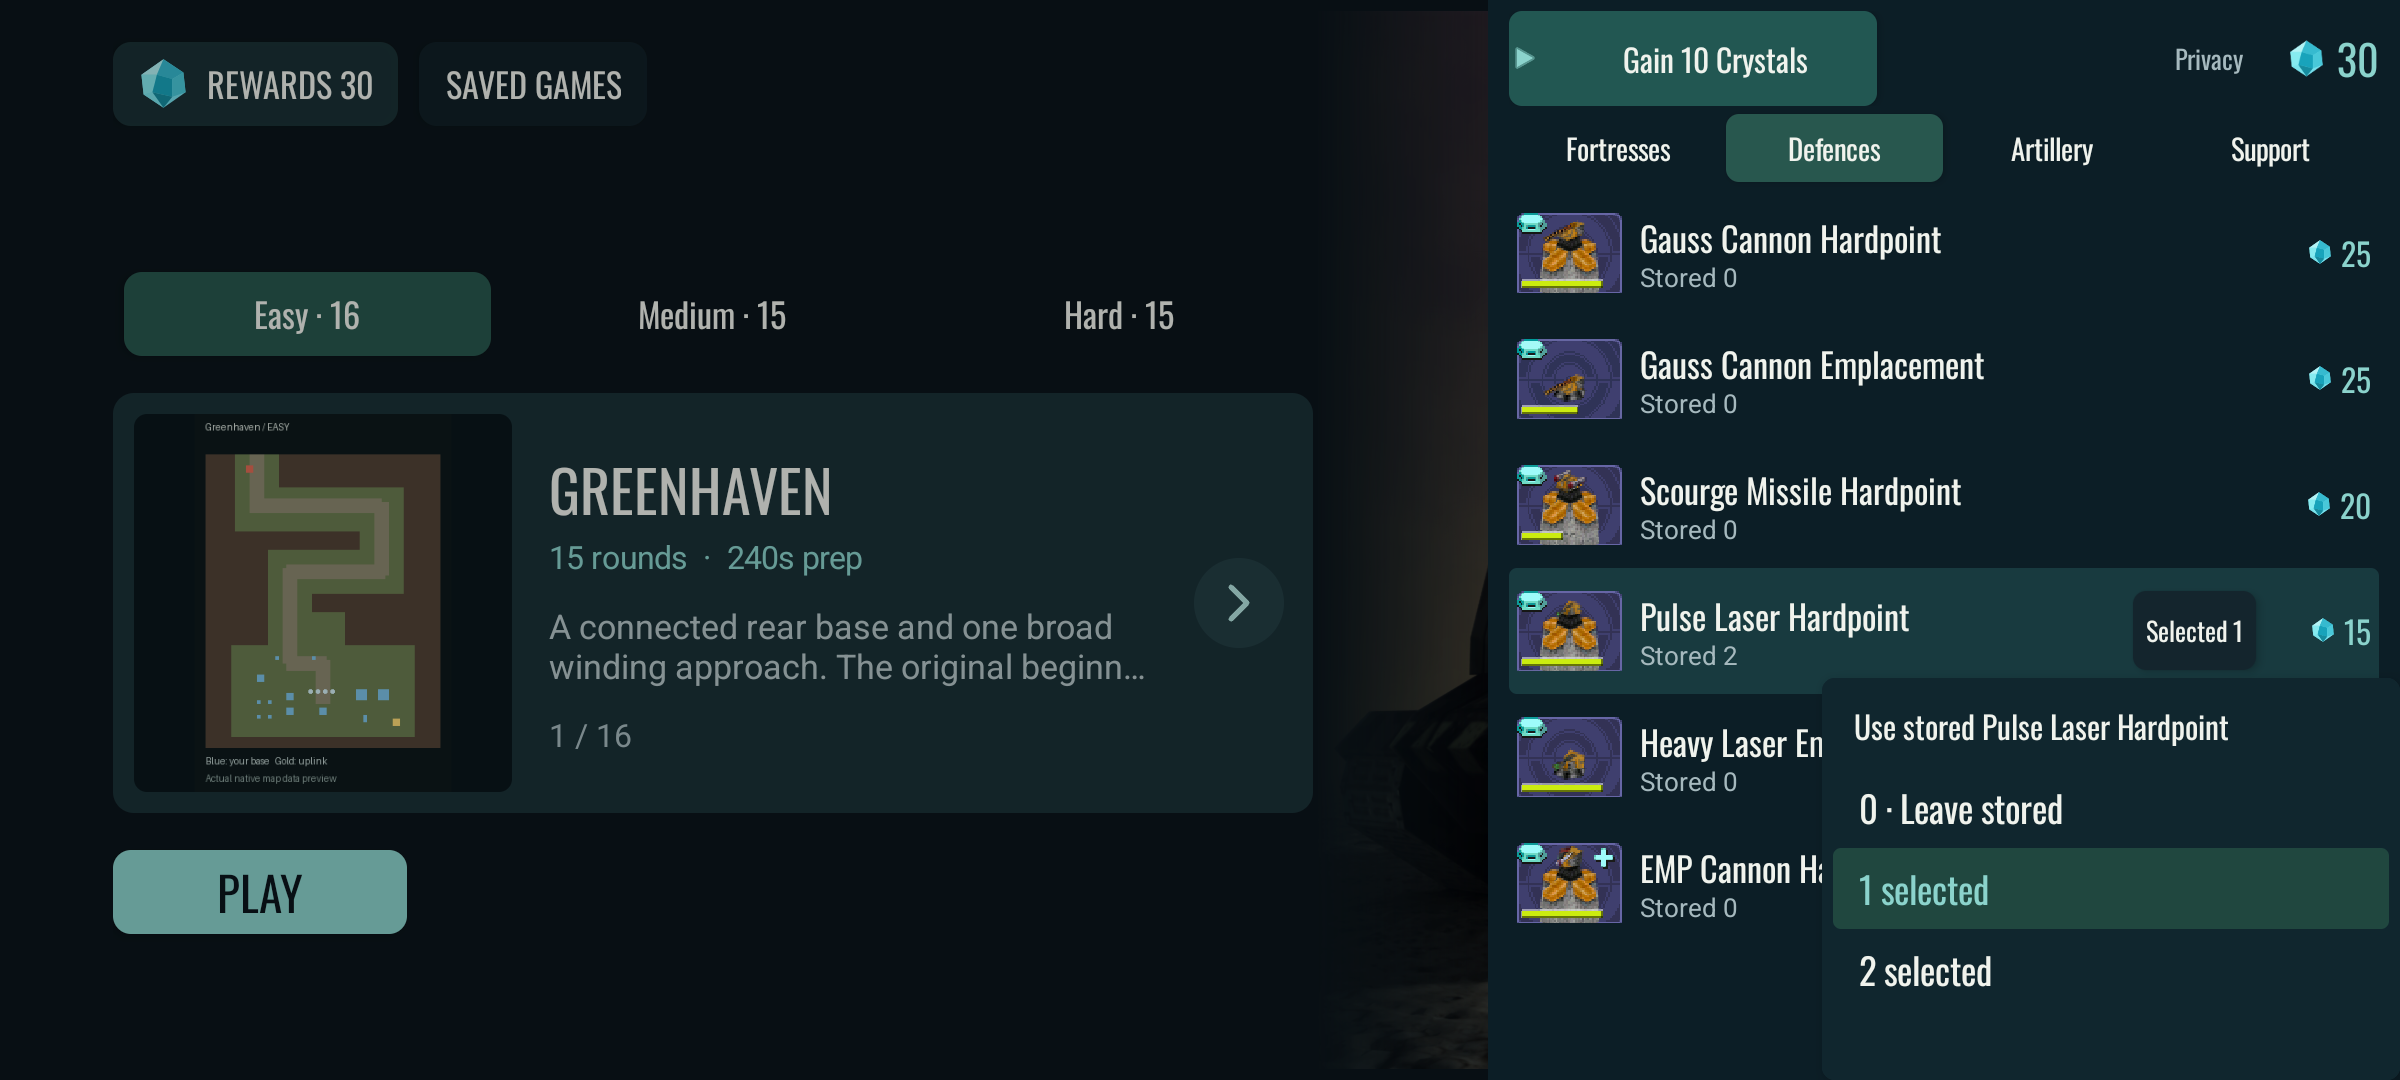 REWARDS 30
SAVED GAMES
Easy · 16
Medium · 15
Hard · 15
Greenhaven / EASY
Blue: your base Gold: uplink
Actual native map data preview
GREENHAVEN
15 rounds · 240s prep
A connected rear base and one broad
winding approach. The original beginn...
1 / 16
PLAY
Gain 10 Crystals
Privacy
30
Fortresses
Defences
Artillery
Support
Gauss Cannon Hardpoint
Stored 0
25
Gauss Cannon Emplacement
Stored 0
25
Scourge Missile Hardpoint
Stored 0
20
Pulse Laser Hardpoint
Stored 2
Selected 1
15
Heavy Laser Em
Stored 0
EMP Cannon Ha
Stored 0
Use stored Pulse Laser Hardpoint
0 · Leave stored
1 selected
2 selected